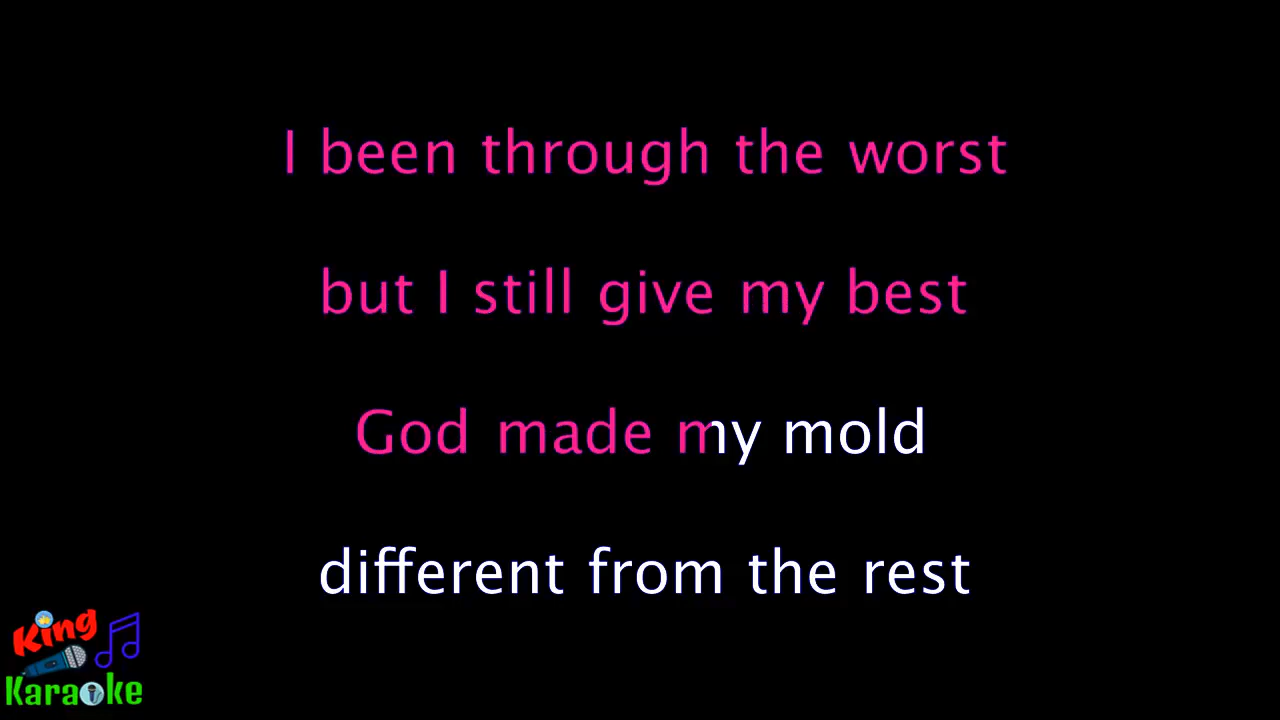 I been through the worst
but I still give my best
God made my mold
different from the rest
King
Karaoke